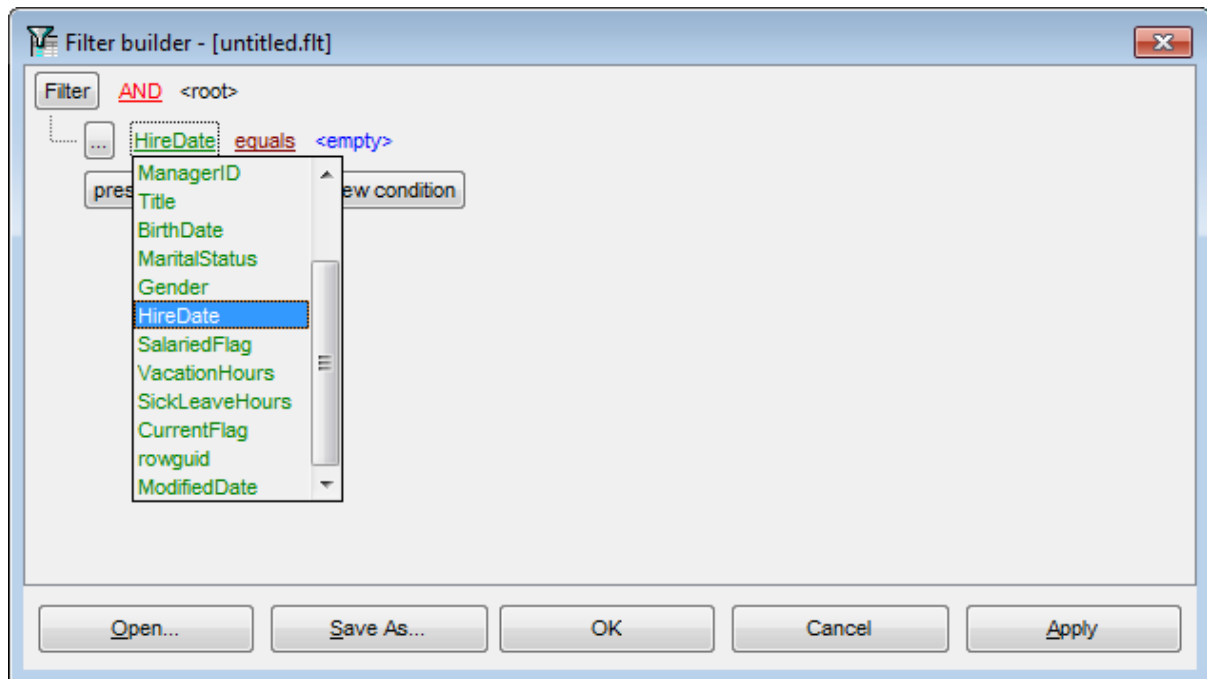 Filter builder - [untitled.flt]
Filter AND <root>
... HireDate equals <empty>
pres ew condition
ManagerID
Title
BirthDate
MaritalStatus
Gender
HireDate
SalariedFlag
VacationHours
SickLeaveHours
CurrentFlag
rowguid
ModifiedDate
Open... Save As... OK Cancel Apply